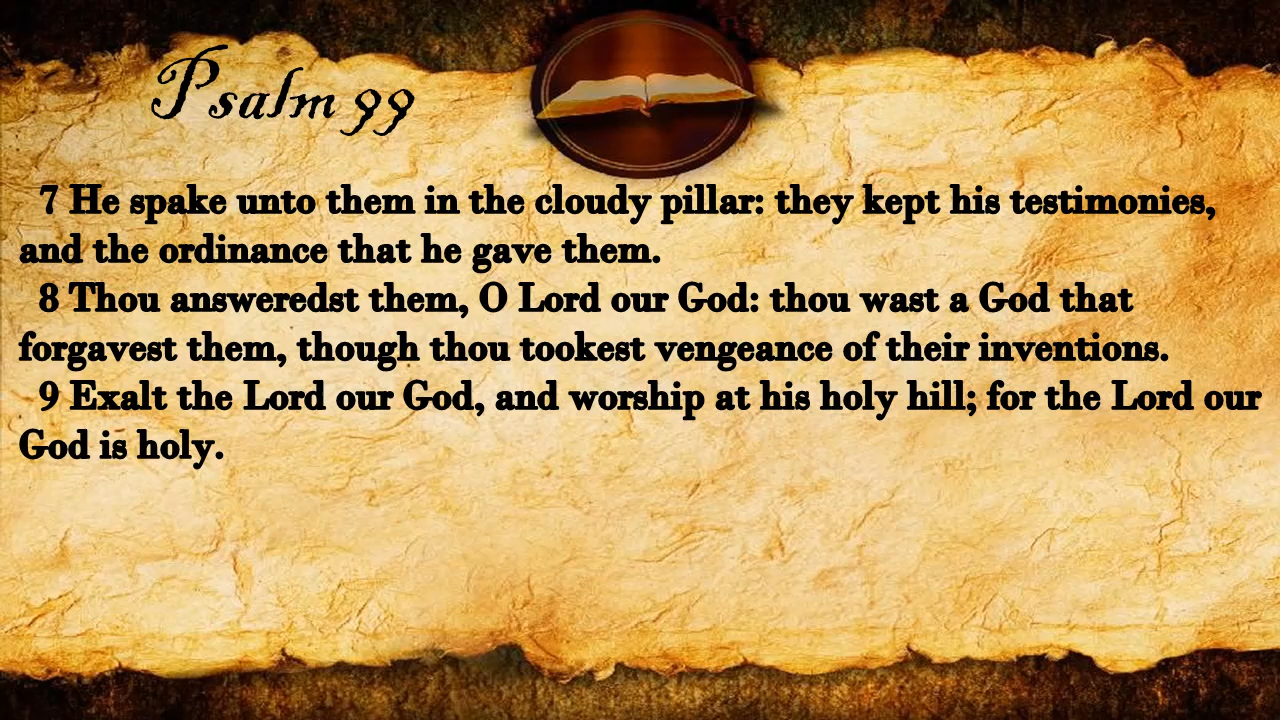 Psalm 99
7 He spake unto them in the cloudy pillar: they kept his testimonies,
and the ordinance that he gave them.
8 Thou answeredst them, O Lord our God: thou wast a God that
forgavest them, though thou tookest vengeance of their inventions.
9 Exalt the Lord our God, and worship at his holy hill; for the Lord our
God is holy.